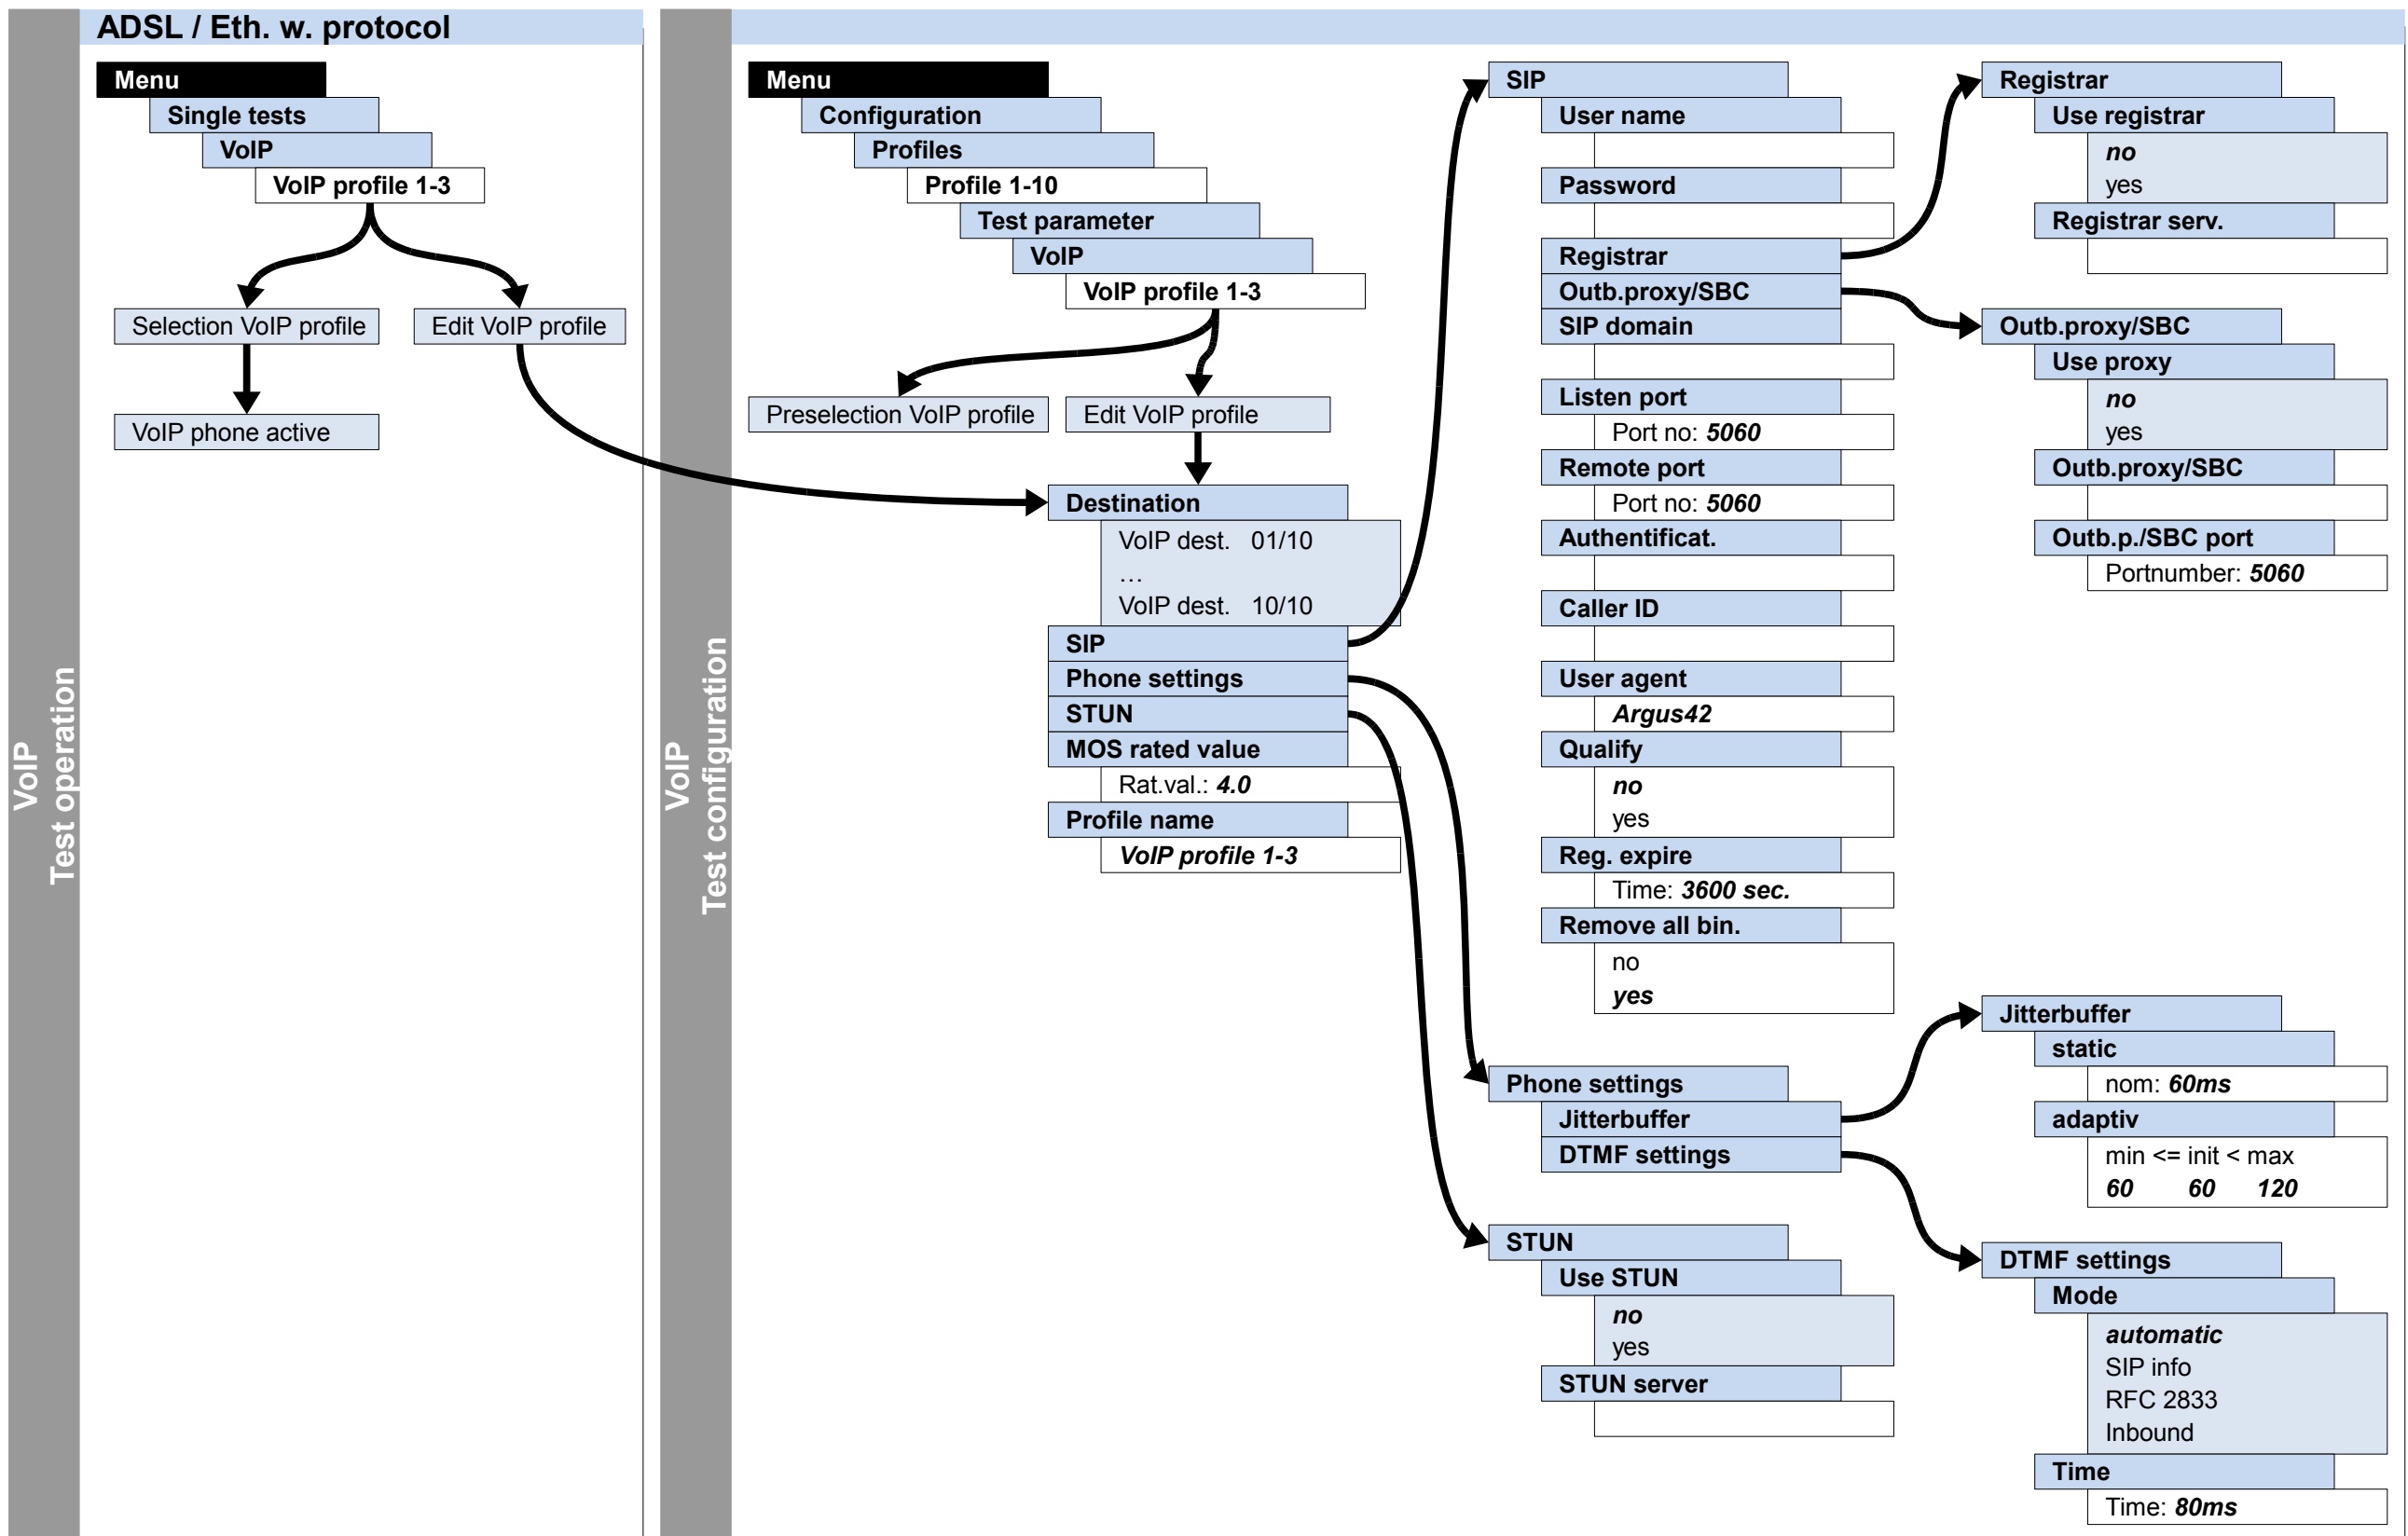 ADSL / Eth. w. protocol
VoIP
Test operation
Menu
Single tests
VoIP
VoIP profile 1-3
Selection VoIP profile
Edit VoIP profile
VoIP phone active
VoIP
Test configuration
Menu
Configuration
Profiles
Profile 1-10
Test parameter
VoIP
VoIP profile 1-3
Preselection VoIP profile
Edit VoIP profile
Destination
VoIP dest. 01/10
…
VoIP dest. 10/10
SIP
Phone settings
STUN
MOS rated value
Rat.val.: 4.0
Profile name
VoIP profile 1-3
SIP
User name
Password
Registrar
Outb.proxy/SBC
SIP domain
Listen port
Port no: 5060
Remote port
Port no: 5060
Authentificat.
Caller ID
User agent
Argus42
Qualify
no
yes
Reg. expire
Time: 3600 sec.
Remove all bin.
no
yes
Phone settings
Jitterbuffer
DTMF settings
STUN
Use STUN
no
yes
STUN server
Registrar
Use registrar
no
yes
Registrar serv.
Outb.proxy/SBC
Use proxy
no
yes
Outb.proxy/SBC
Outb.p./SBC port
Portnumber: 5060
Jitterbuffer
static
nom: 60ms
adaptiv
min <= init < max
60 60 120
DTMF settings
Mode
automatic
SIP info
RFC 2833
Inbound
Time
Time: 80ms